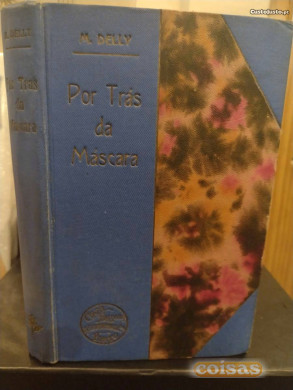 M. DELLY
Por Trás
da
Máscara
M. DELLY
Por Trás
da
Máscara
CustoJusto.pt
coisas